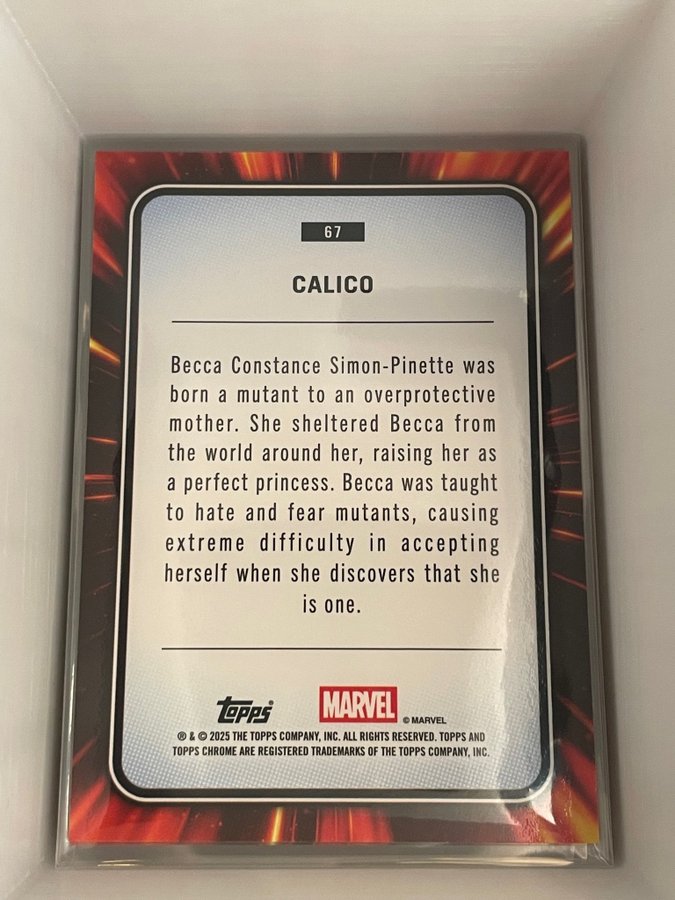 67
CALICO
Becca Constance Simon-Pinette was
born a mutant to an overprotective
mother. She sheltered Becca from
the world around her, raising her as
a perfect princess. Becca was taught
to hate and fear mutants, causing
extreme difficulty in accepting
herself when she discovers that she
is one.
Topps MARVEL © MARVEL
® & © 2025 THE TOPPS COMPANY, INC. ALL RIGHTS RESERVED. TOPPS AND
TOPPS CHROME ARE REGISTERED TRADEMARKS OF THE TOPPS COMPANY, INC.